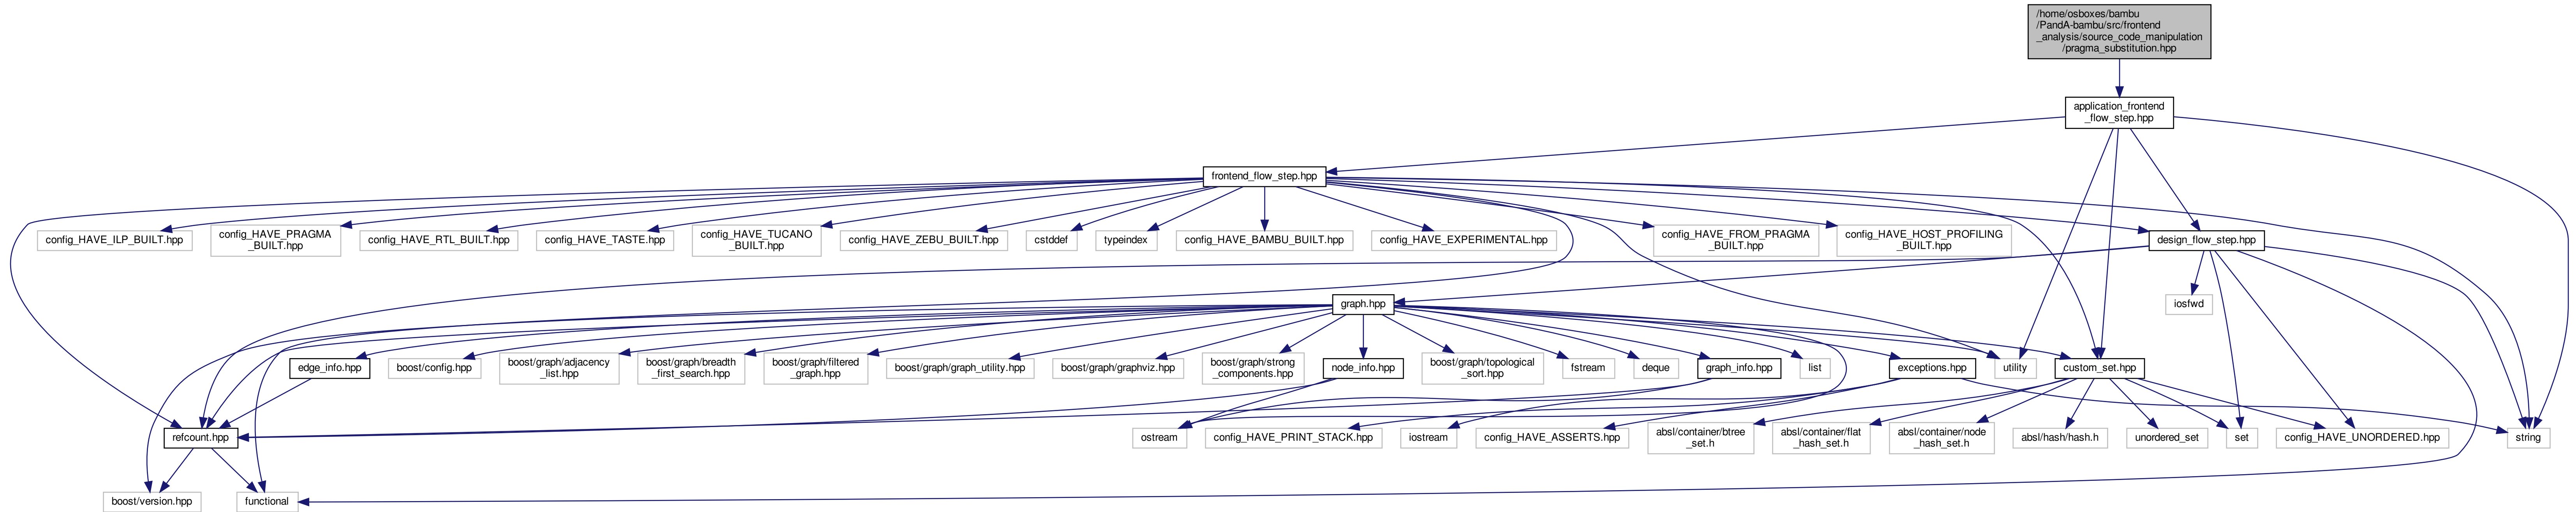 /home/osboxes/bambu
/PandA-bambu/src/frontend
_analysis/source_code_manipulation
/pragma_substitution.hpp
application_frontend
_flow_step.hpp
frontend_flow_step.hpp
config_HAVE_ILP_BUILT.hpp
config_HAVE_PRAGMA
_BUILT.hpp
config_HAVE_RTL_BUILT.hpp
config_HAVE_TASTE.hpp
config_HAVE_TUCANO
_BUILT.hpp
config_HAVE_ZEBU_BUILT.hpp
cstddef
typeindex
config_HAVE_BAMBU_BUILT.hpp
config_HAVE_EXPERIMENTAL.hpp
config_HAVE_FROM_PRAGMA
_BUILT.hpp
config_HAVE_HOST_PROFILING
_BUILT.hpp
design_flow_step.hpp
graph.hpp
iosfwd
edge_info.hpp
boost/config.hpp
boost/graph/adjacency
_list.hpp
boost/graph/breadth
_first_search.hpp
boost/graph/filtered
_graph.hpp
boost/graph/graph_utility.hpp
boost/graph/graphviz.hpp
boost/graph/strong
_components.hpp
node_info.hpp
boost/graph/topological
_sort.hpp
fstream
deque
graph_info.hpp
list
exceptions.hpp
utility
custom_set.hpp
refcount.hpp
ostream
config_HAVE_PRINT_STACK.hpp
iostream
config_HAVE_ASSERTS.hpp
absl/container/btree
_set.h
absl/container/flat
_hash_set.h
absl/container/node
_hash_set.h
absl/hash/hash.h
unordered_set
set
config_HAVE_UNORDERED.hpp
string
boost/version.hpp
functional